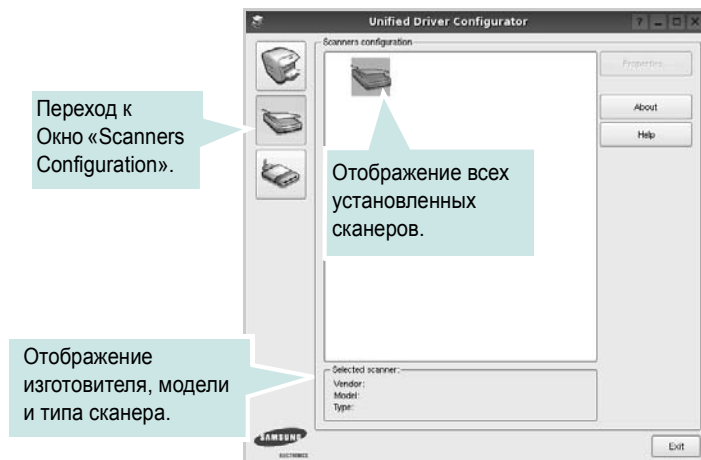 Unified Driver Configurator
Scanners configuration
Properties...
About
Help
Переход к
Окно «Scanners
Configuration».
Отображение всех
установленных
сканеров.
Отображение
изготовителя, модели
и типа сканера.
Selected scanner:
Vendor:
Model:
Type:
SAMSUNG
ELECTRONICS
Exit